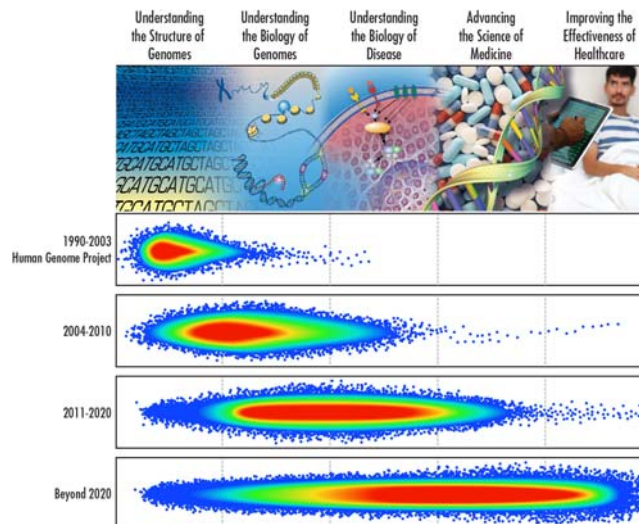 Understanding
the Structure of
Genomes
Understanding
the Biology of
Genomes
Understanding
the Biology of
Disease
Advancing
the Science of
Medicine
Improving the
Effectiveness of
Healthcare
GCATGCATGCTAGC
1990-2003
Human Genome Project
2004-2010
2011-2020
Beyond 2020